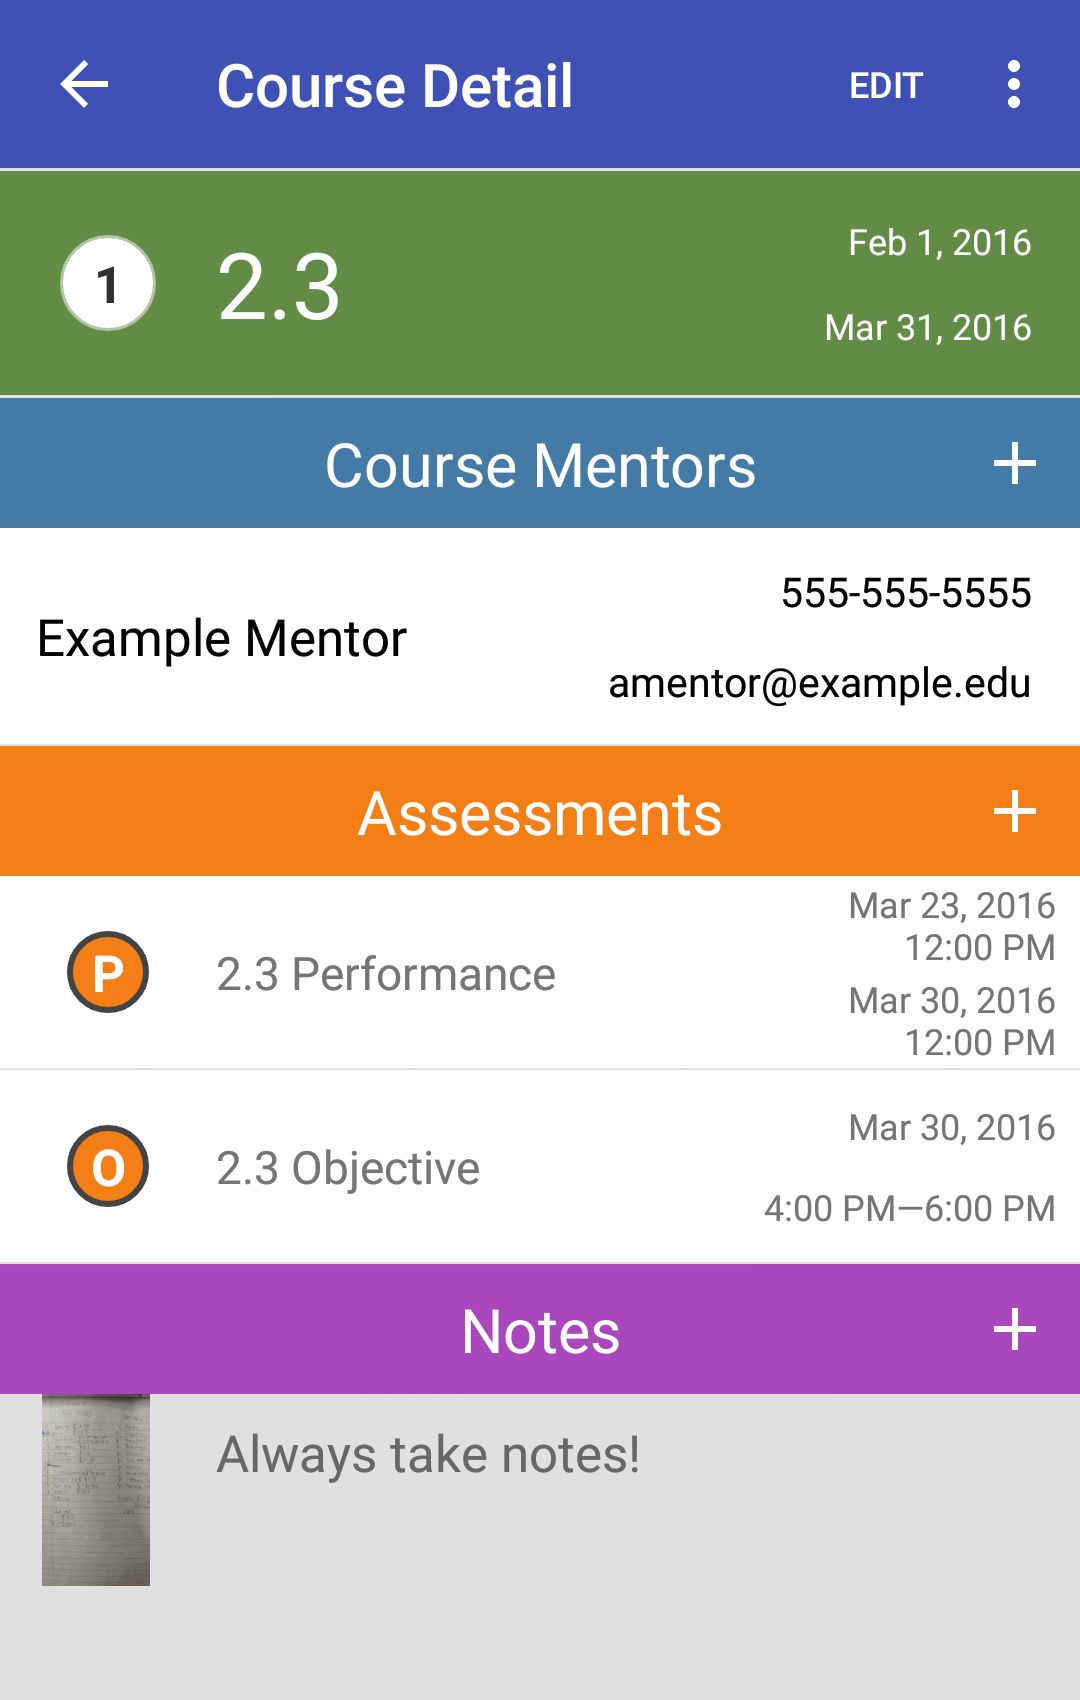 Course Detail
EDIT
1
2.3
Feb 1, 2016
Mar 31, 2016
Course Mentors
+
Example Mentor
555-555-5555
amentor@example.edu
Assessments
+
P
2.3 Performance
Mar 23, 2016
12:00 PM
Mar 30, 2016
12:00 PM
O
2.3 Objective
Mar 30, 2016
4:00 PM—6:00 PM
Notes
+
Always take notes!